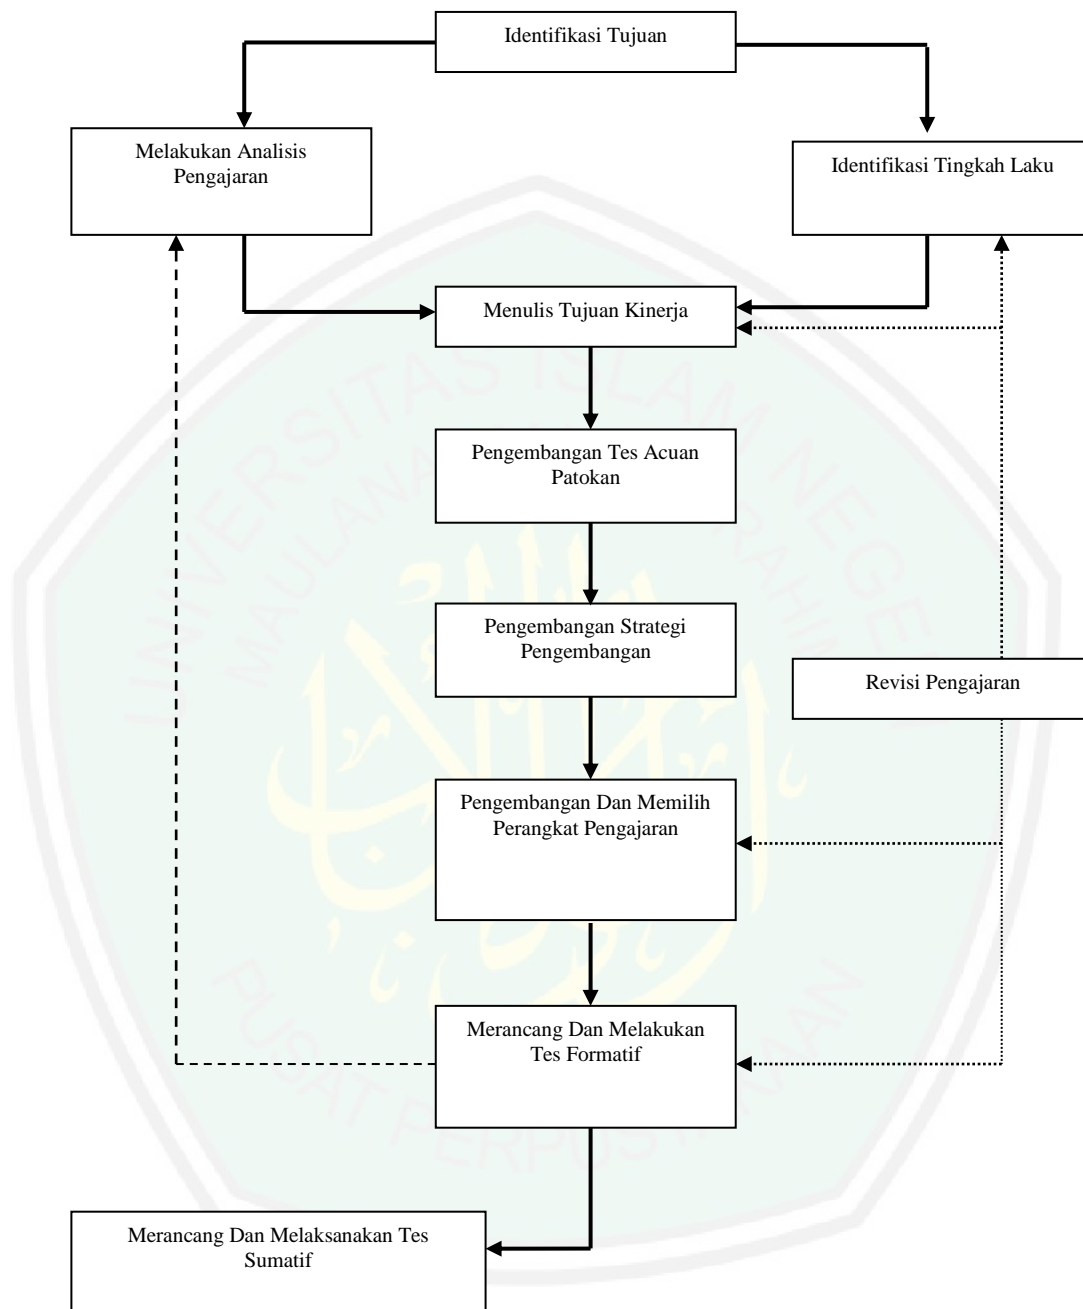 Identifikasi Tujuan
Melakukan Analisis
Pengajaran
Identifikasi Tingkah Laku
Menulis Tujuan Kinerja
Pengembangan Tes Acuan
Patokan
Pengembangan Strategi
Pengembangan
Revisi Pengajaran
Pengembangan Dan Memilih
Perangkat Pengajaran
Merancang Dan Melakukan
Tes Formatif
Merancang Dan Melaksanakan Tes
Sumatif